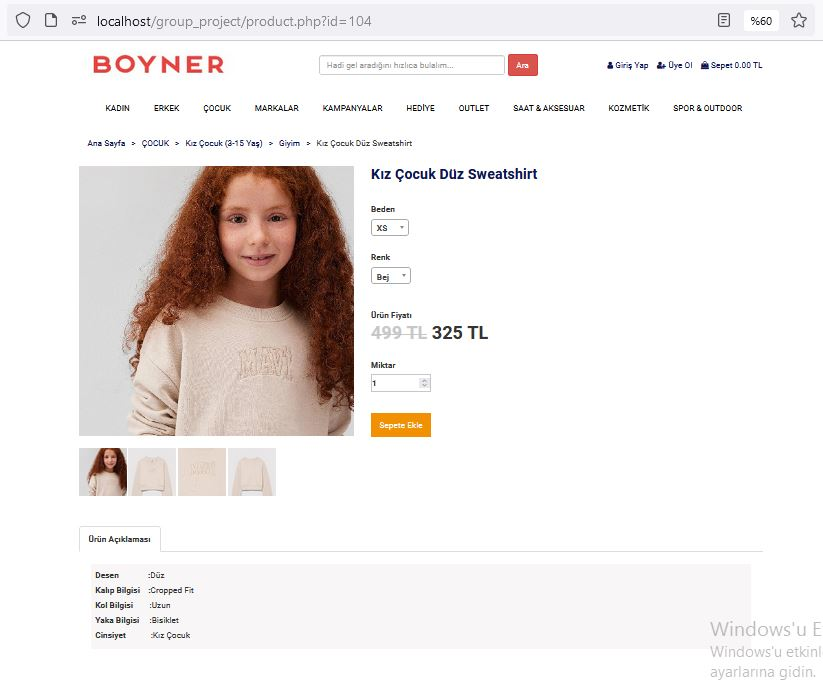 localhost/group_project/product.php?id=104
%60
BOYNER
Hadi gel aradığını hızlıca bulalım...
Ara
Giriş Yap
Üye Ol
Sepet 0.00 TL
KADIN ERKEK ÇOCUK MARKALAR KAMPANYALAR HEDİYE OUTLET SAAT & AKSESUAR KOZMETİK SPOR & OUTDOOR
Ana Sayfa > ÇOCUK > Kız Çocuk (3-15 Yaş) > Giyim > Kız Çocuk Düz Sweatshirt
Kız Çocuk Düz Sweatshirt
Beden
XS
Renk
Bej
Ürün Fiyatı
499 TL 325 TL
Miktar
1
Sepete Ekle
MAVI
Ürün Açıklaması
Desen :Düz
Kalıp Bilgisi :Cropped Fit
Kol Bilgisi :Uzun
Yaka Bilgisi :Bisiklet
Cinsiyet :Kız Çocuk
Windows'u E
Windows'u etkinl
ayarlarına gidin.